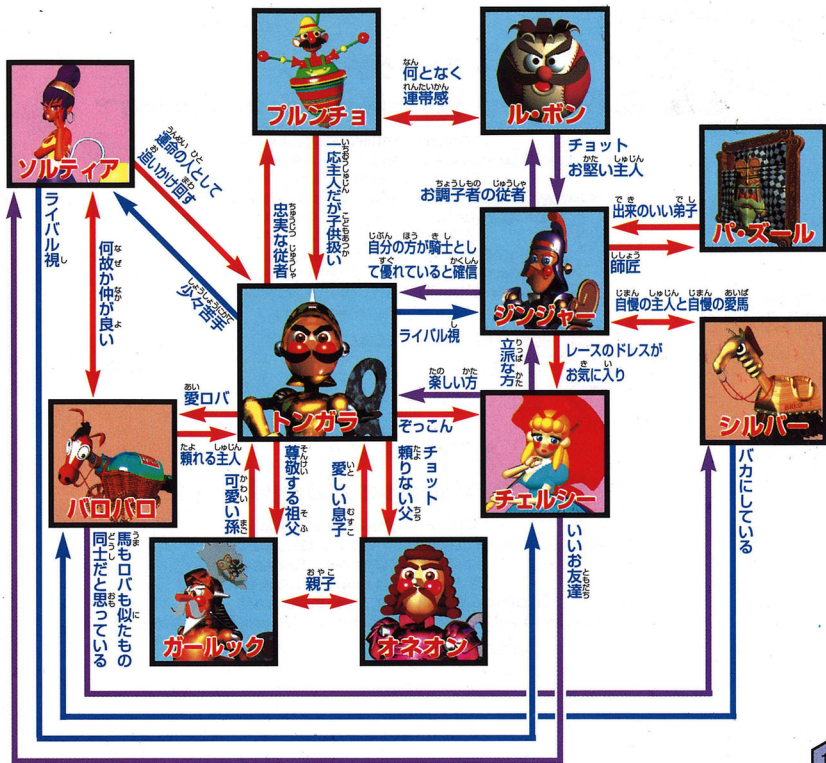 プルンチョ
何となく
連帯感
ル・ボン
ソルティア
運命の人として
追いかけ回す
忠実な従者
一応主人だが子供扱い
お調子者の従者
チョット
お堅い主人
パ・ズール
出来のいい弟子
師匠
ライバル視
何故か仲が良い
少々苦手
自分の方が騎士とし
て優れていると確信
ライバル視
ジンジャー
自慢の主人と自慢の愛馬
シルバー
トンガラ
楽しい方
ぞっこん
立派な方
レースのドレスが
お気に入り
チェルシー
愛ロバ
頼れる主人
バロバロ
可愛い孫
尊敬する祖父
愛しい息子
チョット
頼りない父
ガールック
親子
オネオン
馬もロバも似たもの
同士だと思っている
いいお友達
バカにしている